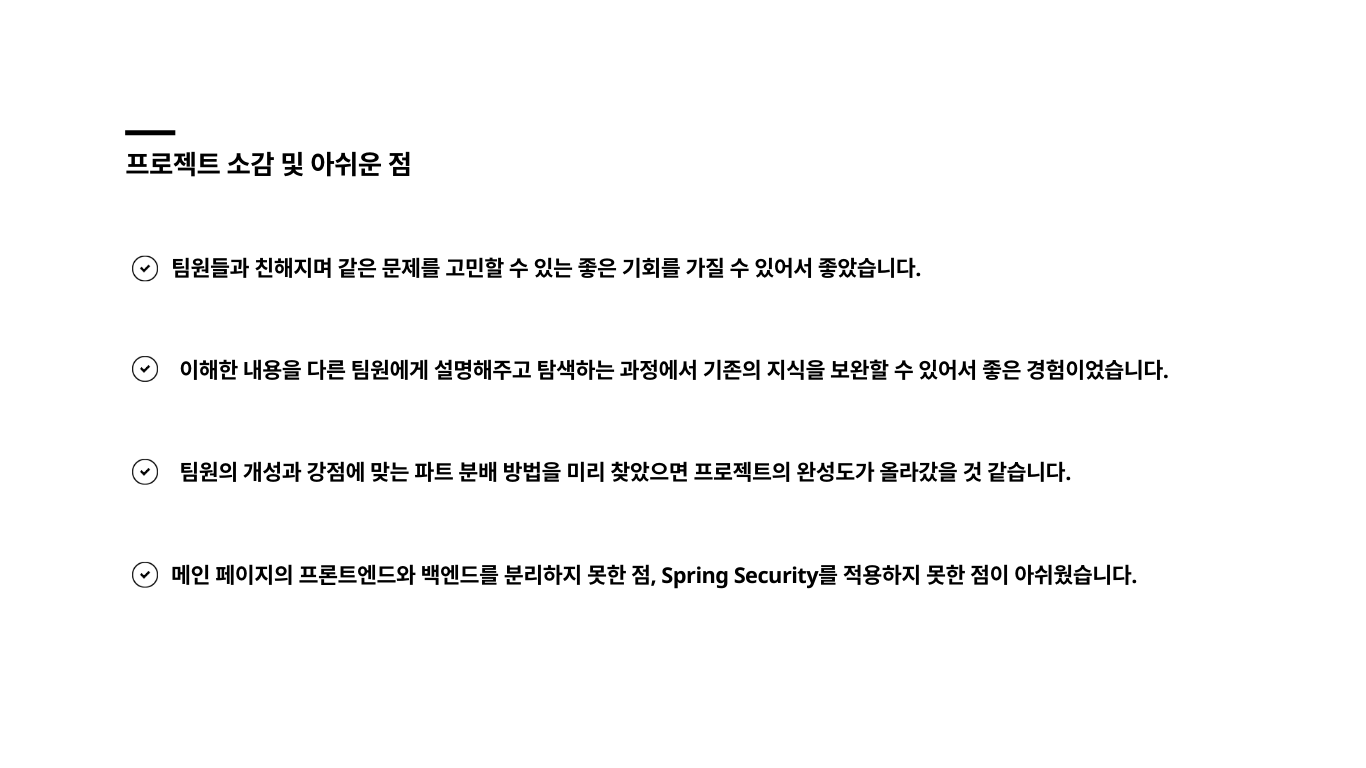 프로젝트 소감 및 아쉬운 점
팀원들과 친해지며 같은 문제를 고민할 수 있는 좋은 기회를 가질 수 있어서 좋았습니다.
이해한 내용을 다른 팀원에게 설명해주고 탐색하는 과정에서 기존의 지식을 보완할 수 있어서 좋은 경험이었습니다.
팀원의 개성과 강점에 맞는 파트 분배 방법을 미리 찾았으면 프로젝트의 완성도가 올라갔을 것 같습니다.
메인 페이지의 프론트엔드와 백엔드를 분리하지 못한 점, Spring Security를 적용하지 못한 점이 아쉬웠습니다.